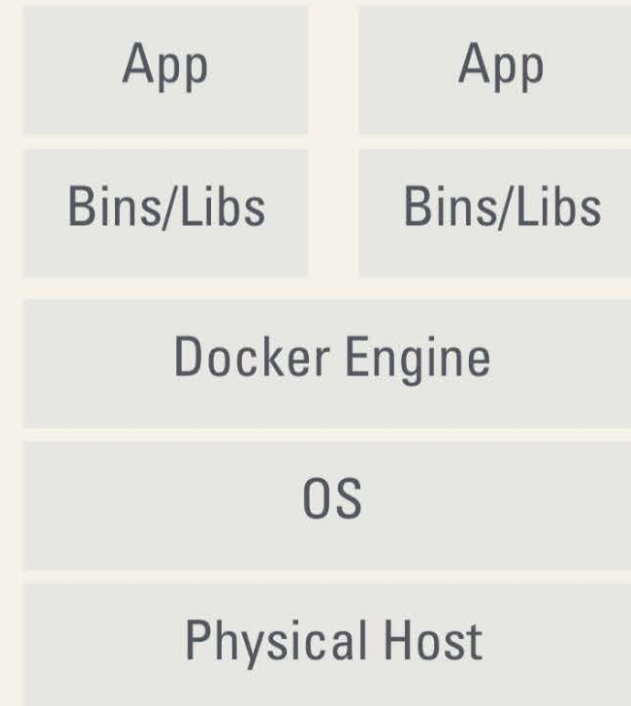 App App
Bins/Libs Bins/Libs
Docker Engine
OS
Physical Host